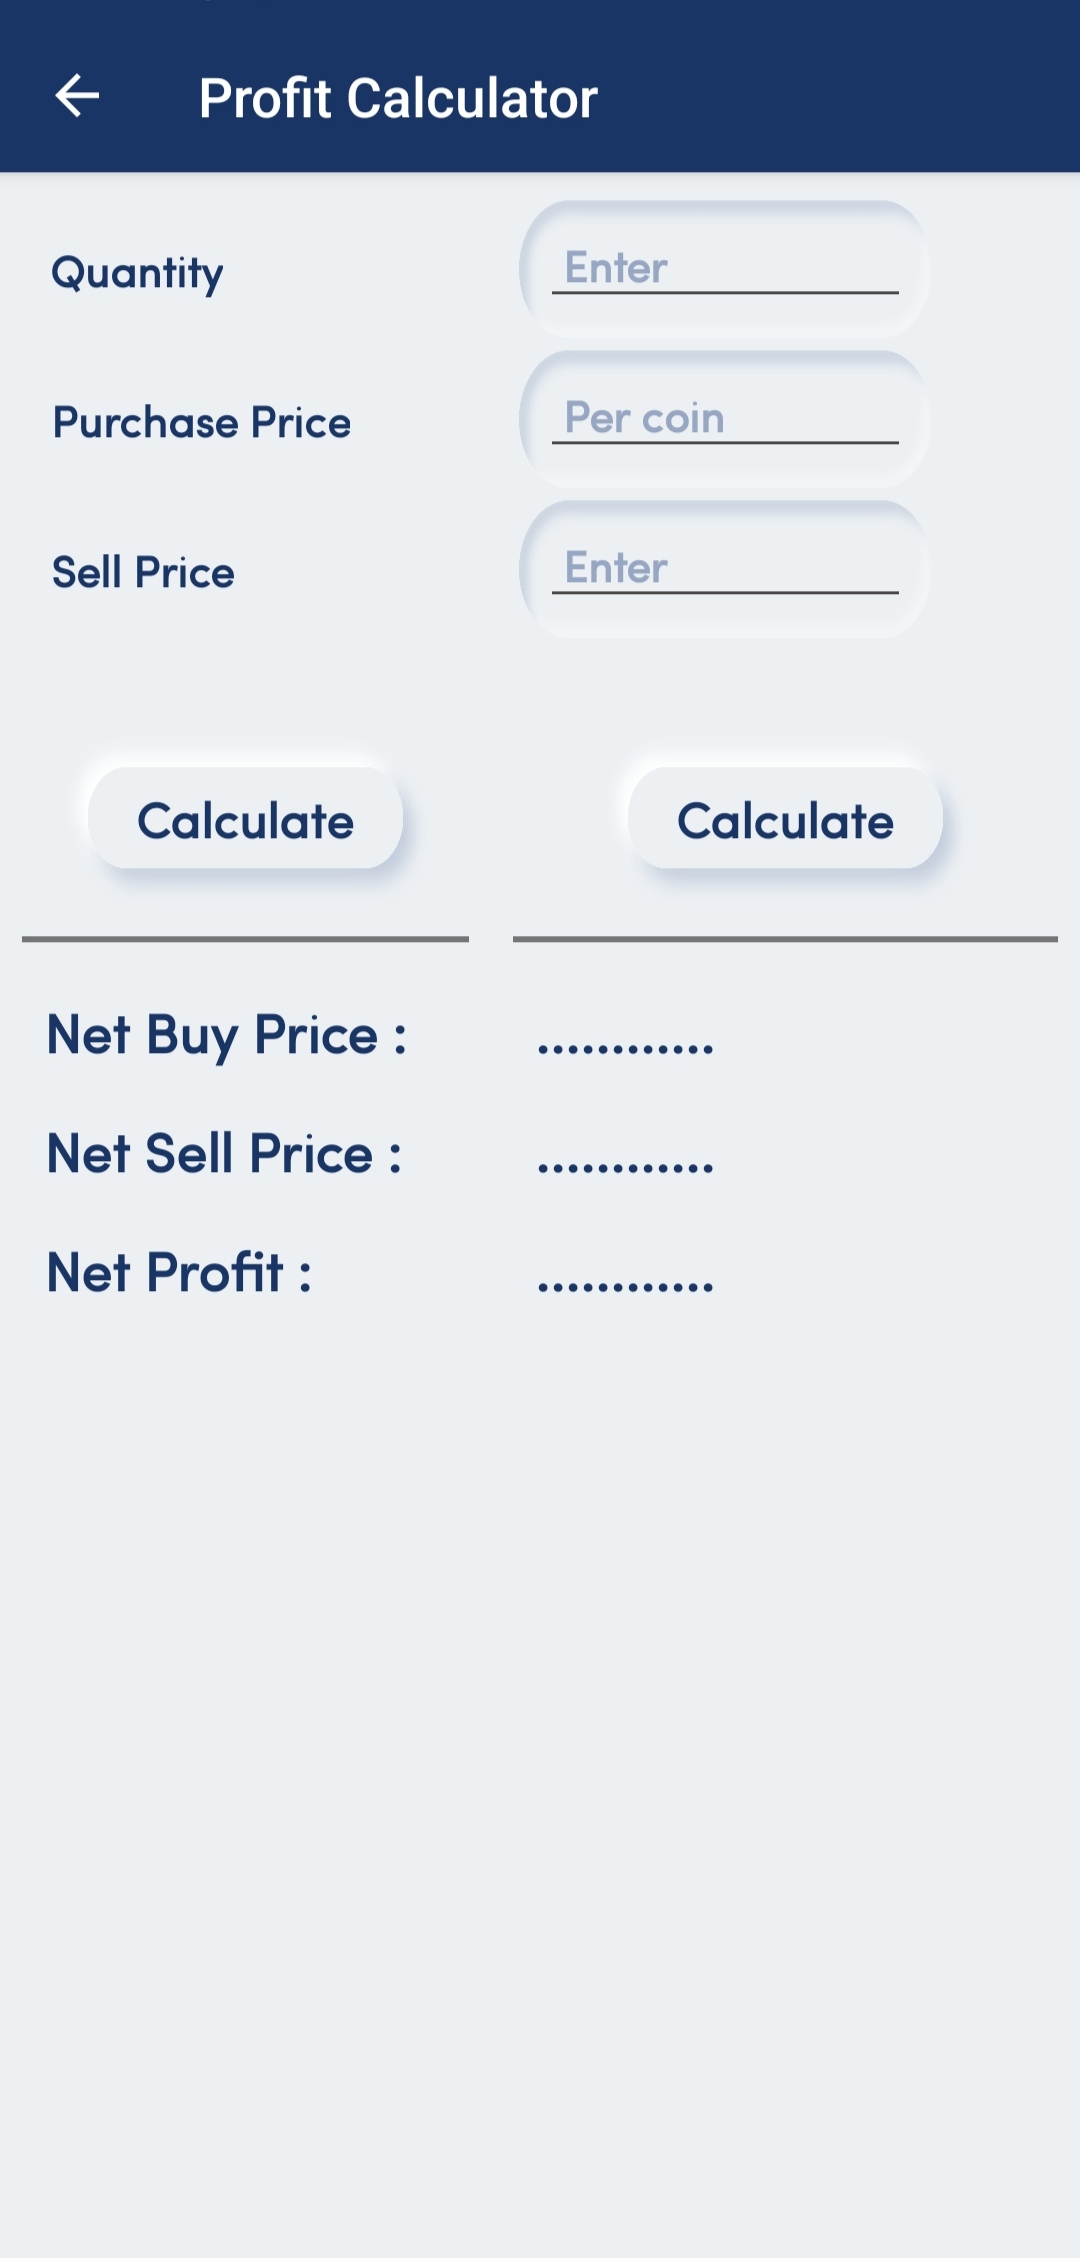 Profit Calculator
Quantity Enter
Purchase Price Per coin
Sell Price Enter
Calculate Calculate
Net Buy Price : ............
Net Sell Price : ............
Net Profit : ............